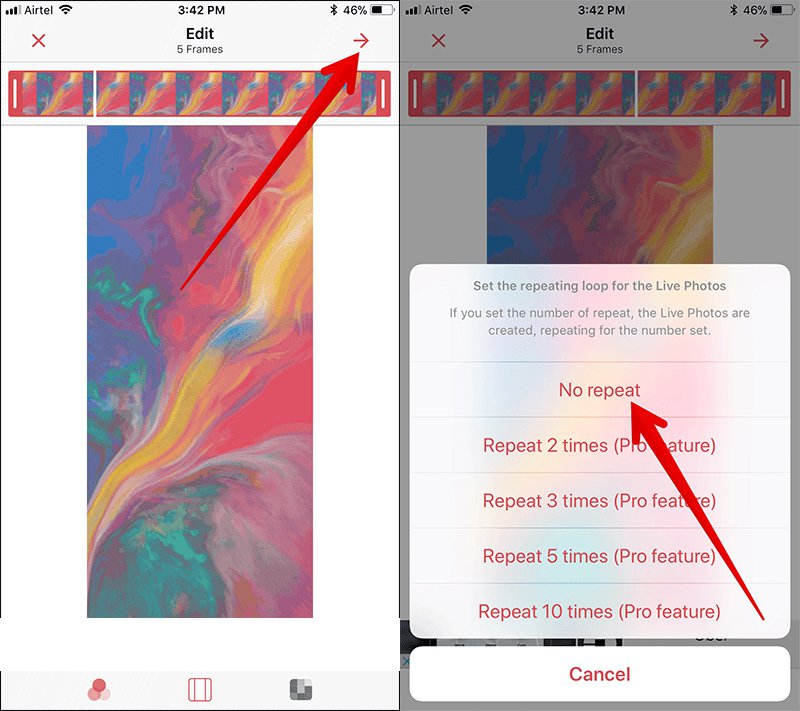 Airtel 3:42 PM 46%
Edit
5 Frames
Airtel 3:42 PM 46%
Edit
5 Frames
Set the repeating loop for the Live Photos
If you set the number of repeat, the Live Photos are
created, repeating for the number set.
No repeat
Repeat 2 times (Pro feature)
Repeat 3 times (Pro feature)
Repeat 5 times (Pro feature)
Repeat 10 times (Pro feature)
Cancel